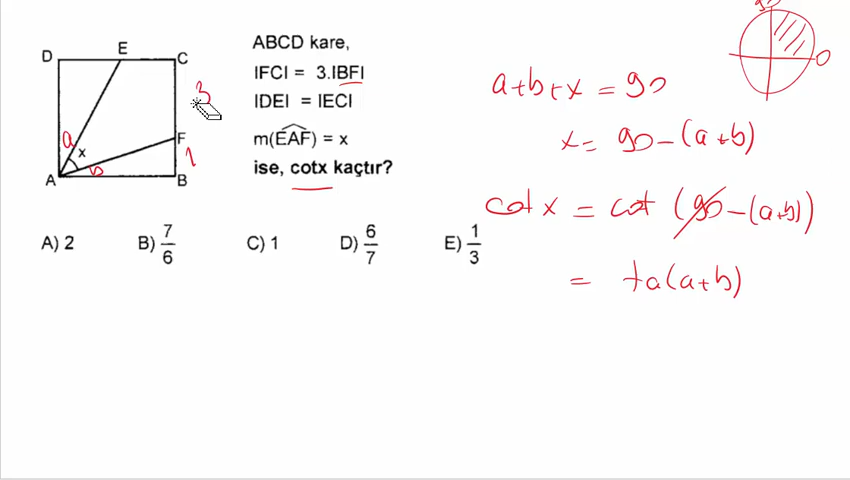 D
E
C
3
F
a
x
1
b
A
B
ABCD kare,
IFCI = 3.IBFI
IDEI = IECI
m(EAF) = x
ise, cotx kaçtır?
A) 2 B) 7/6 C) 1 D) 6/7 E) 1/3
0
a+b+x = 90
x = 90 - (a+b)
cot x = cot (90 - (a+b))
= ta(a+b)